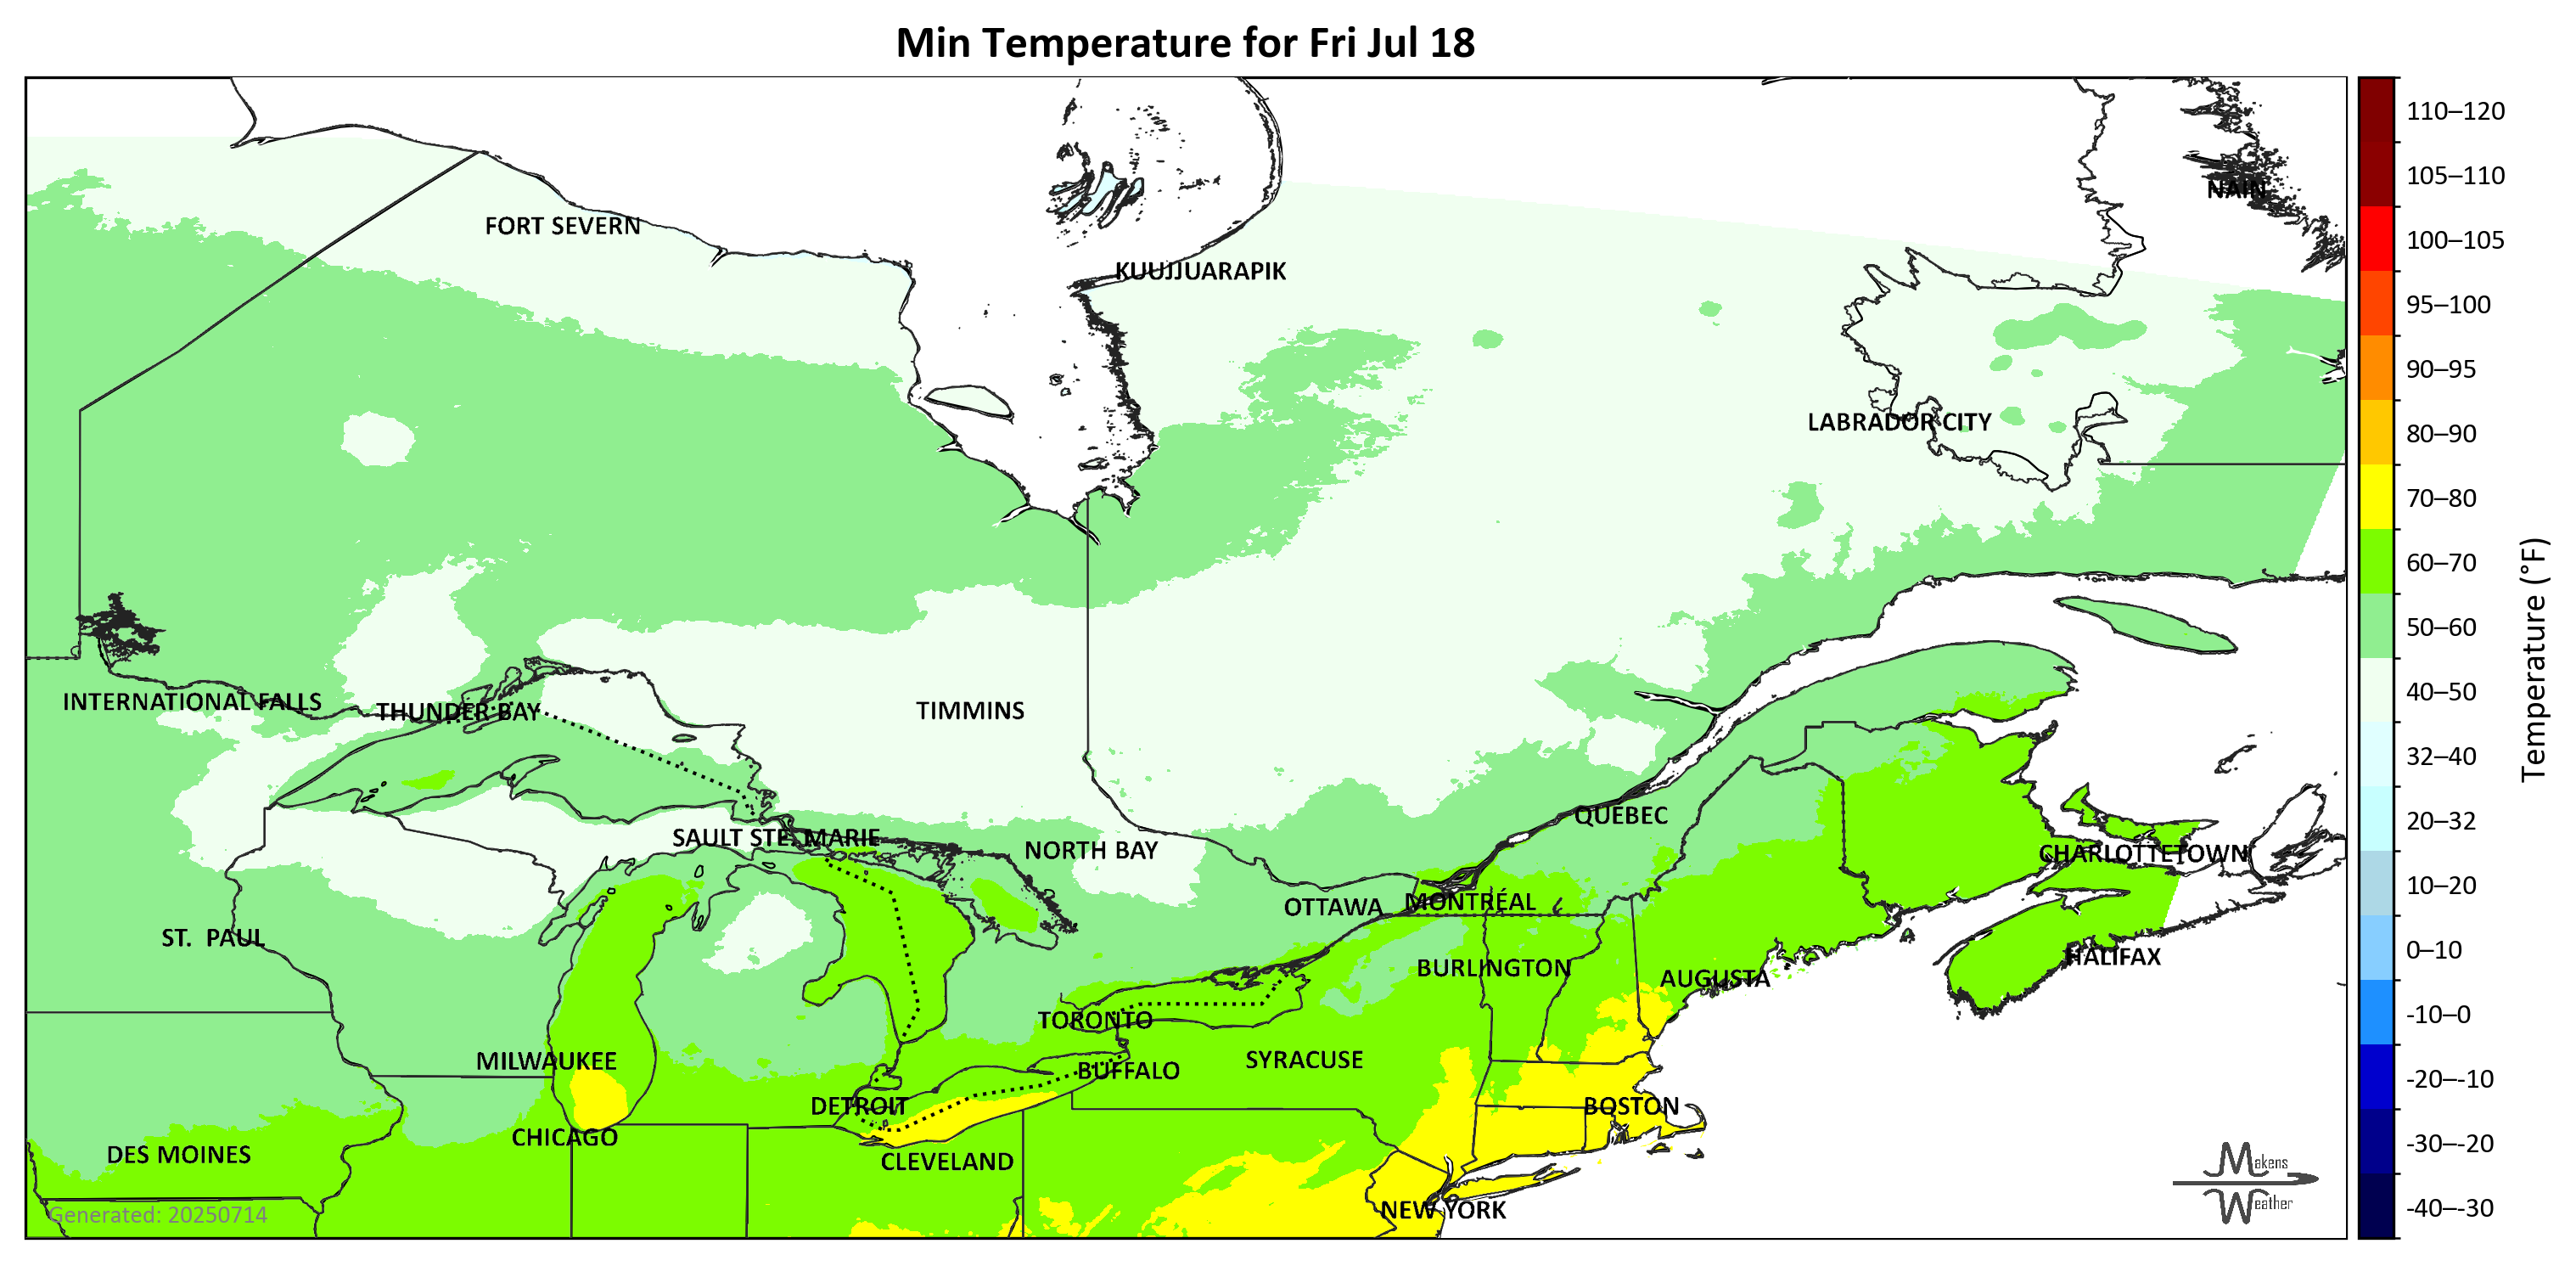 Min Temperature for Fri Jul 18
NAIN
FORT SEVERN
KUUJJUARAPIK
LABRADOR CITY
INTERNATIONAL FALLS
THUNDER BAY
TIMMINS
QUÉBEC
SAULT STE. MARIE
NORTH BAY
CHARLOTTETOWN
OTTAWA
MONTRÉAL
ST. PAUL
HALIFAX
BURLINGTON
AUGUSTA
TORONTO
MILWAUKEE
BUFFALO
SYRACUSE
DETROIT
BOSTON
CHICAGO
DES MOINES
CLEVELAND
NEW YORK
Generated: 20250714
Makens
Weather
110–120
105–110
100–105
95–100
90–95
80–90
70–80
60–70
50–60
40–50
32–40
20–32
10–20
0–10
-10–0
-20–-10
-30–-20
-40–-30
Temperature (°F)